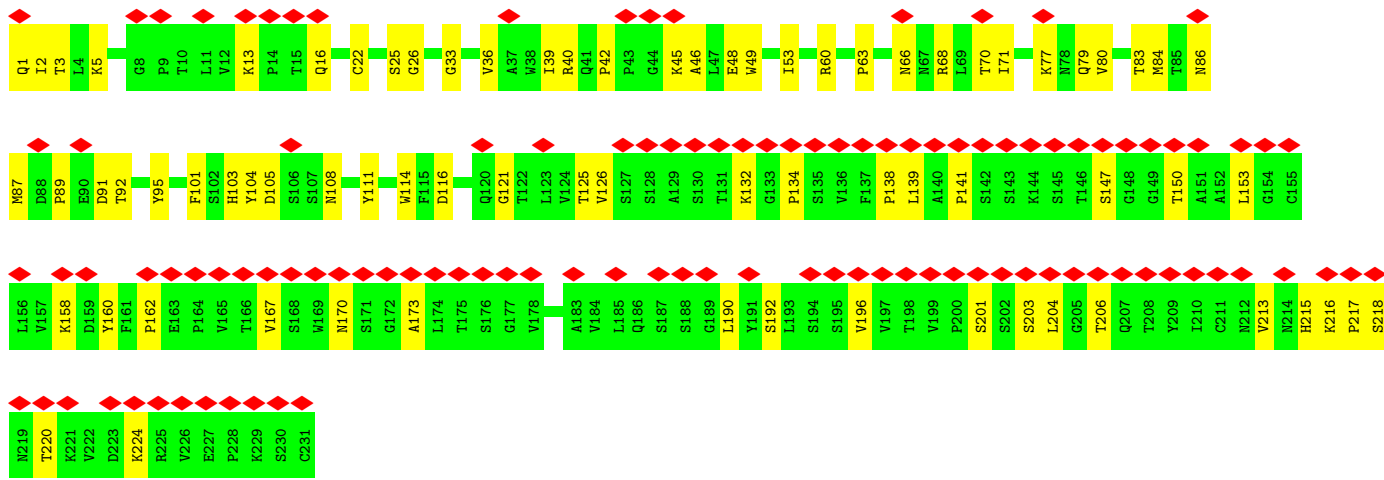 Q1 I2 T3 L4 K5 G8 P9 T10 L11 V12 K13 P14 T15 Q16 C22 S25 G26 G33 V36 A37 W38 I39 R40 Q41 P42 P43 G44 K45 A46 L47 E48 W49 I53 R60 P63 N66 N67 R68 L69 T70 I71 K77 N78 Q79 V80 T83 M84 T85 N86
M87 D88 P89 E90 D91 T92 Y95 F101 S102 H103 Y104 D105 S106 S107 N108 Y111 W114 F115 D116 Q120 G121 T122 L123 V124 T125 V126 S127 S128 A129 S130 T131 K132 G133 P134 S135 V136 F137 P138 L139 A140 P141 S142 S143 K144 S145 T146 S147 G148 G149 T150 A151 A152 L153 G154 C155
L156 V157 K158 D159 Y160 F161 P162 E163 P164 V165 T166 V167 S168 W169 N170 S171 G172 A173 L174 T175 S176 G177 V178 A183 V184 L185 Q186 S187 S188 G189 L190 Y191 S192 L193 S194 S195 V196 V197 T198 V199 P200 S201 S202 S203 L204 G205 T206 Q207 T208 Y209 I210 C211 N212 V213 N214 H215 K216 P217 S218
N219 T220 K221 V222 D223 K224 R225 V226 E227 P228 K229 S230 C231